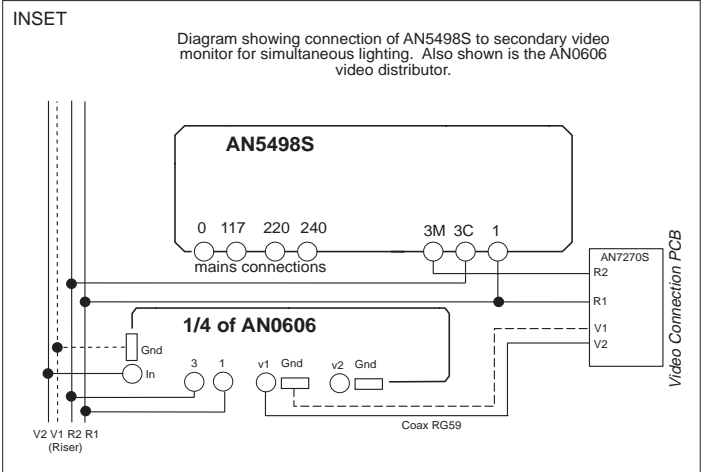 INSET
Diagram showing connection of AN5498S to secondary video
monitor for simultaneous lighting. Also shown is the AN0606
video distributor.
AN5498S
0 117 220 240 3M 3C 1
mains connections
AN7270S
R2
R1
V1
V2
Video Connection PCB
1/4 of AN0606
Gnd
In
3 1 v1 Gnd v2 Gnd
Coax RG59
V2 V1 R2 R1
(Riser)